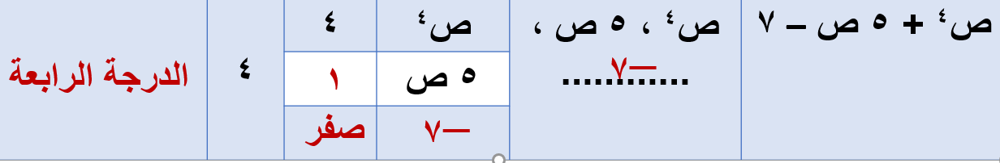 ص⁴ + ٥ ص – ٧
ص⁴ ، ٥ ص ،
–٧
............
ص⁴
٤
٥ ص
١
–٧
صفر
٤
الدرجة الرابعة